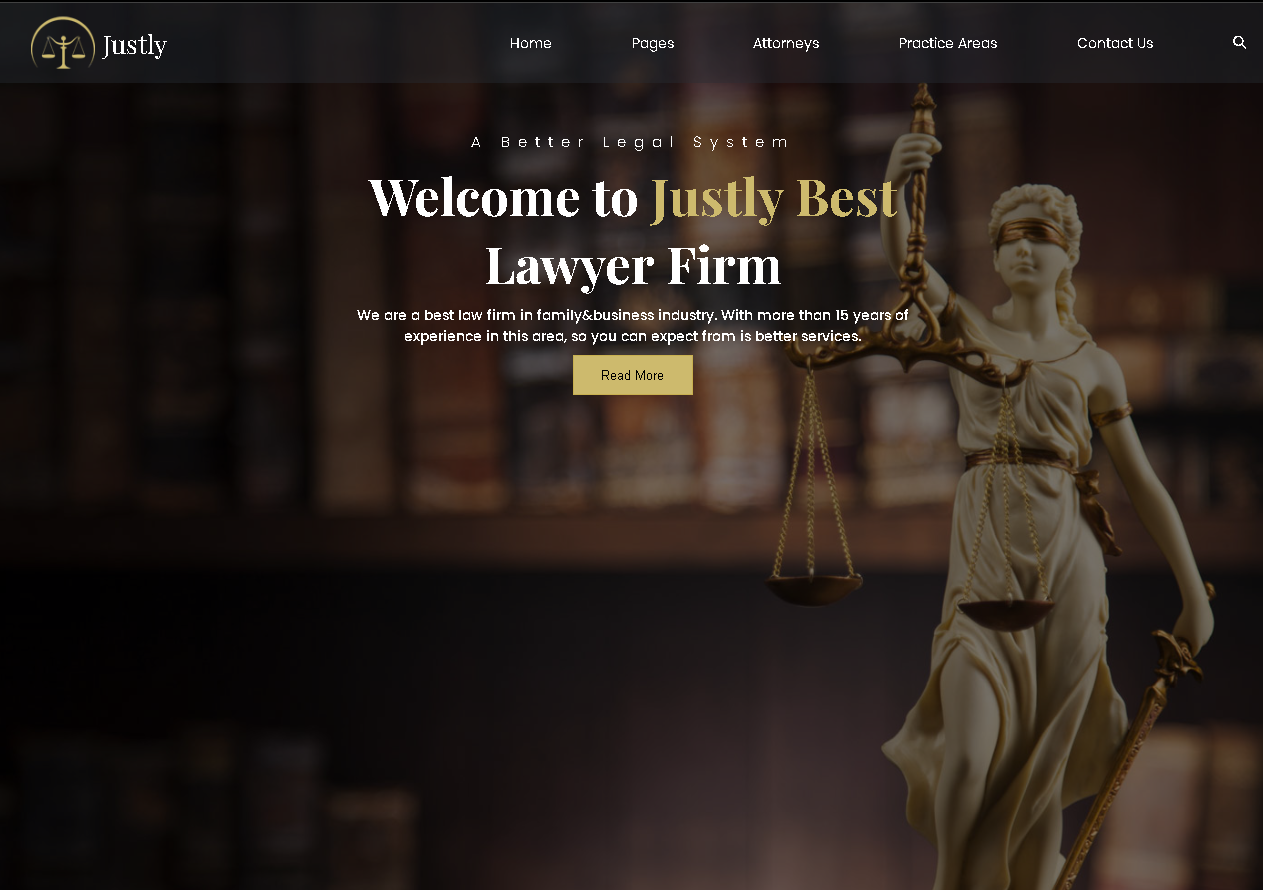 Justly
Home Pages Attorneys Practice Areas Contact Us
A Better Legal System
Welcome to Justly Best
Lawyer Firm
We are a best law firm in family&business industry. With more than 15 years of
experience in this area, so you can expect from is better services.
Read More